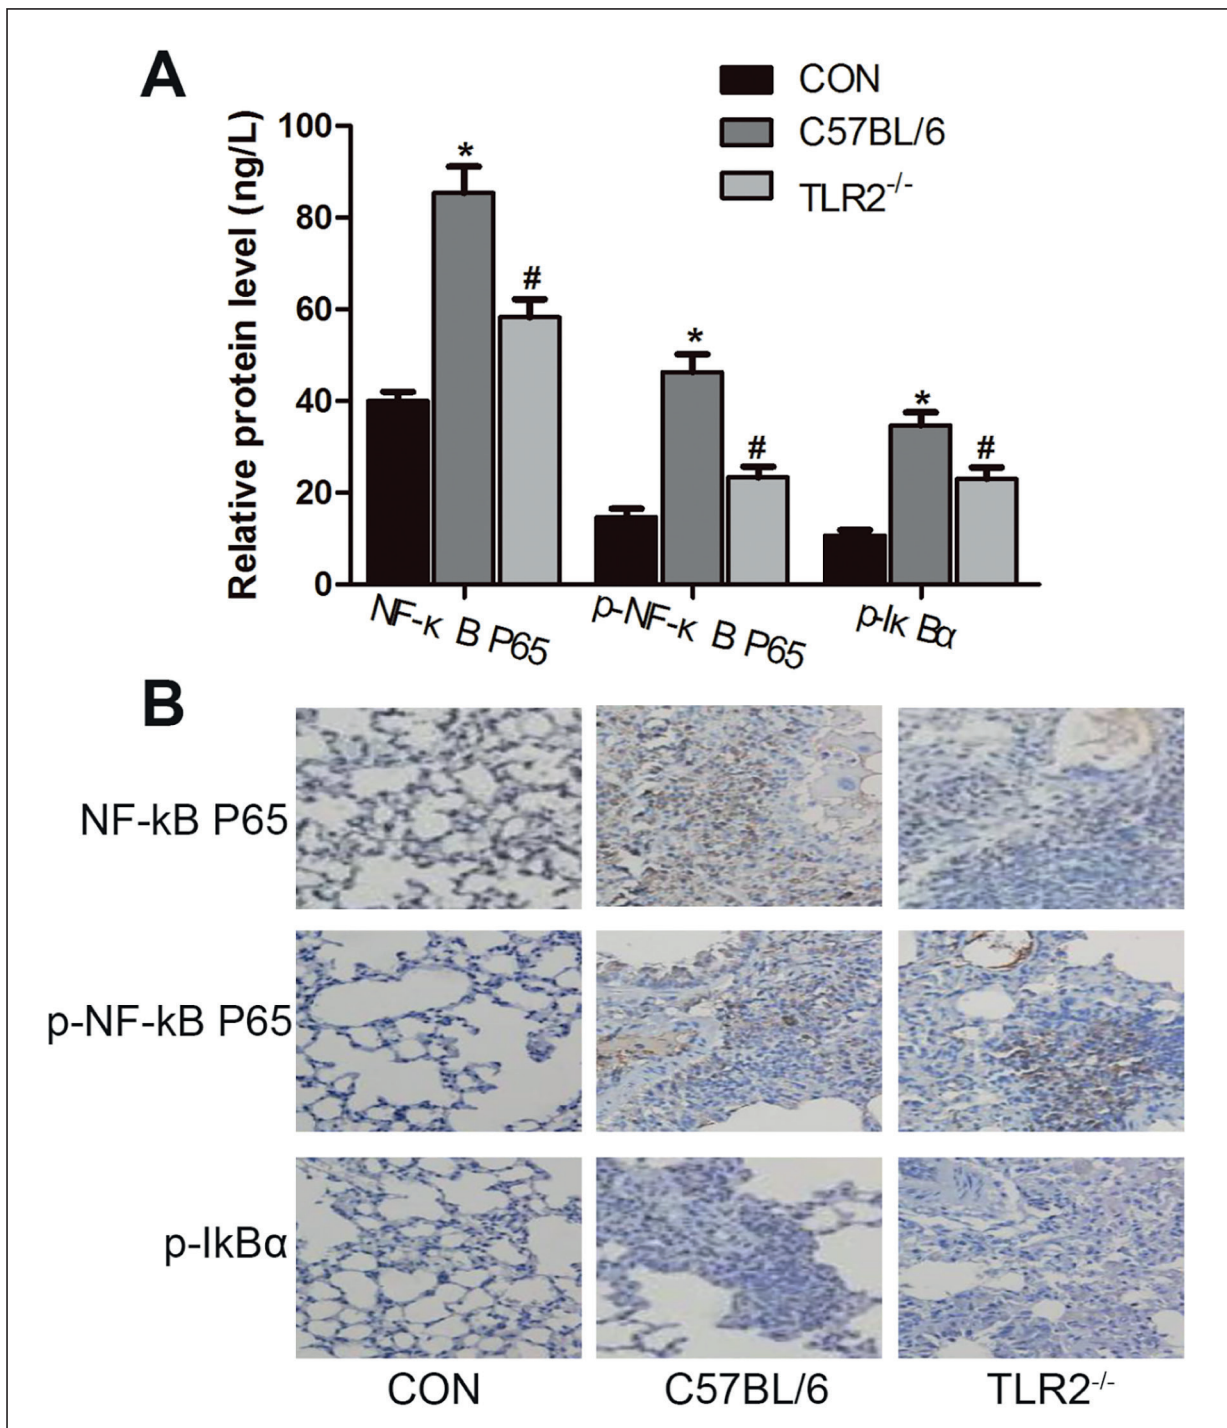 A
CON
C57BL/6
TLR2-/-
Relative protein level (ng/L)
100
80
60
40
20
0
*
#
*
#
*
#
NF-κ B P65
p-NF-κ B P65
p-Iκ Bα
B
NF-kB P65
p-NF-kB P65
p-IkBα
CON
C57BL/6
TLR2-/-